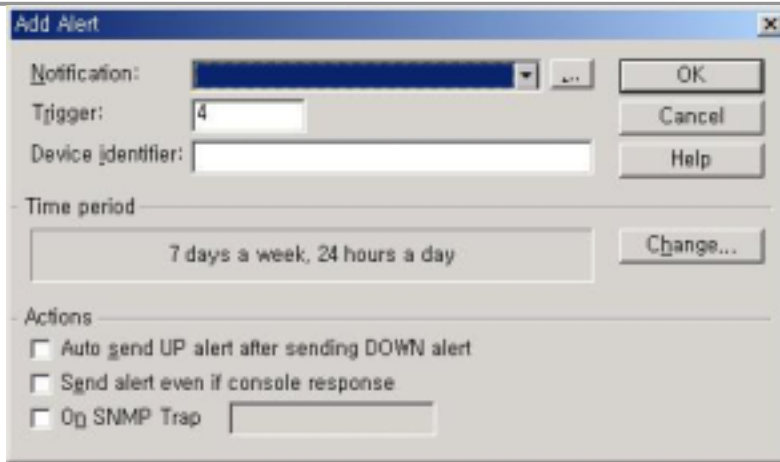 Add Alert
Notification:
...
OK
Trigger:
4
Cancel
Device identifier:
Help
Time period
7 days a week, 24 hours a day
Change...
Actions
Auto send UP alert after sending DOWN alert
Send alert even if console response
On SNMP Trap